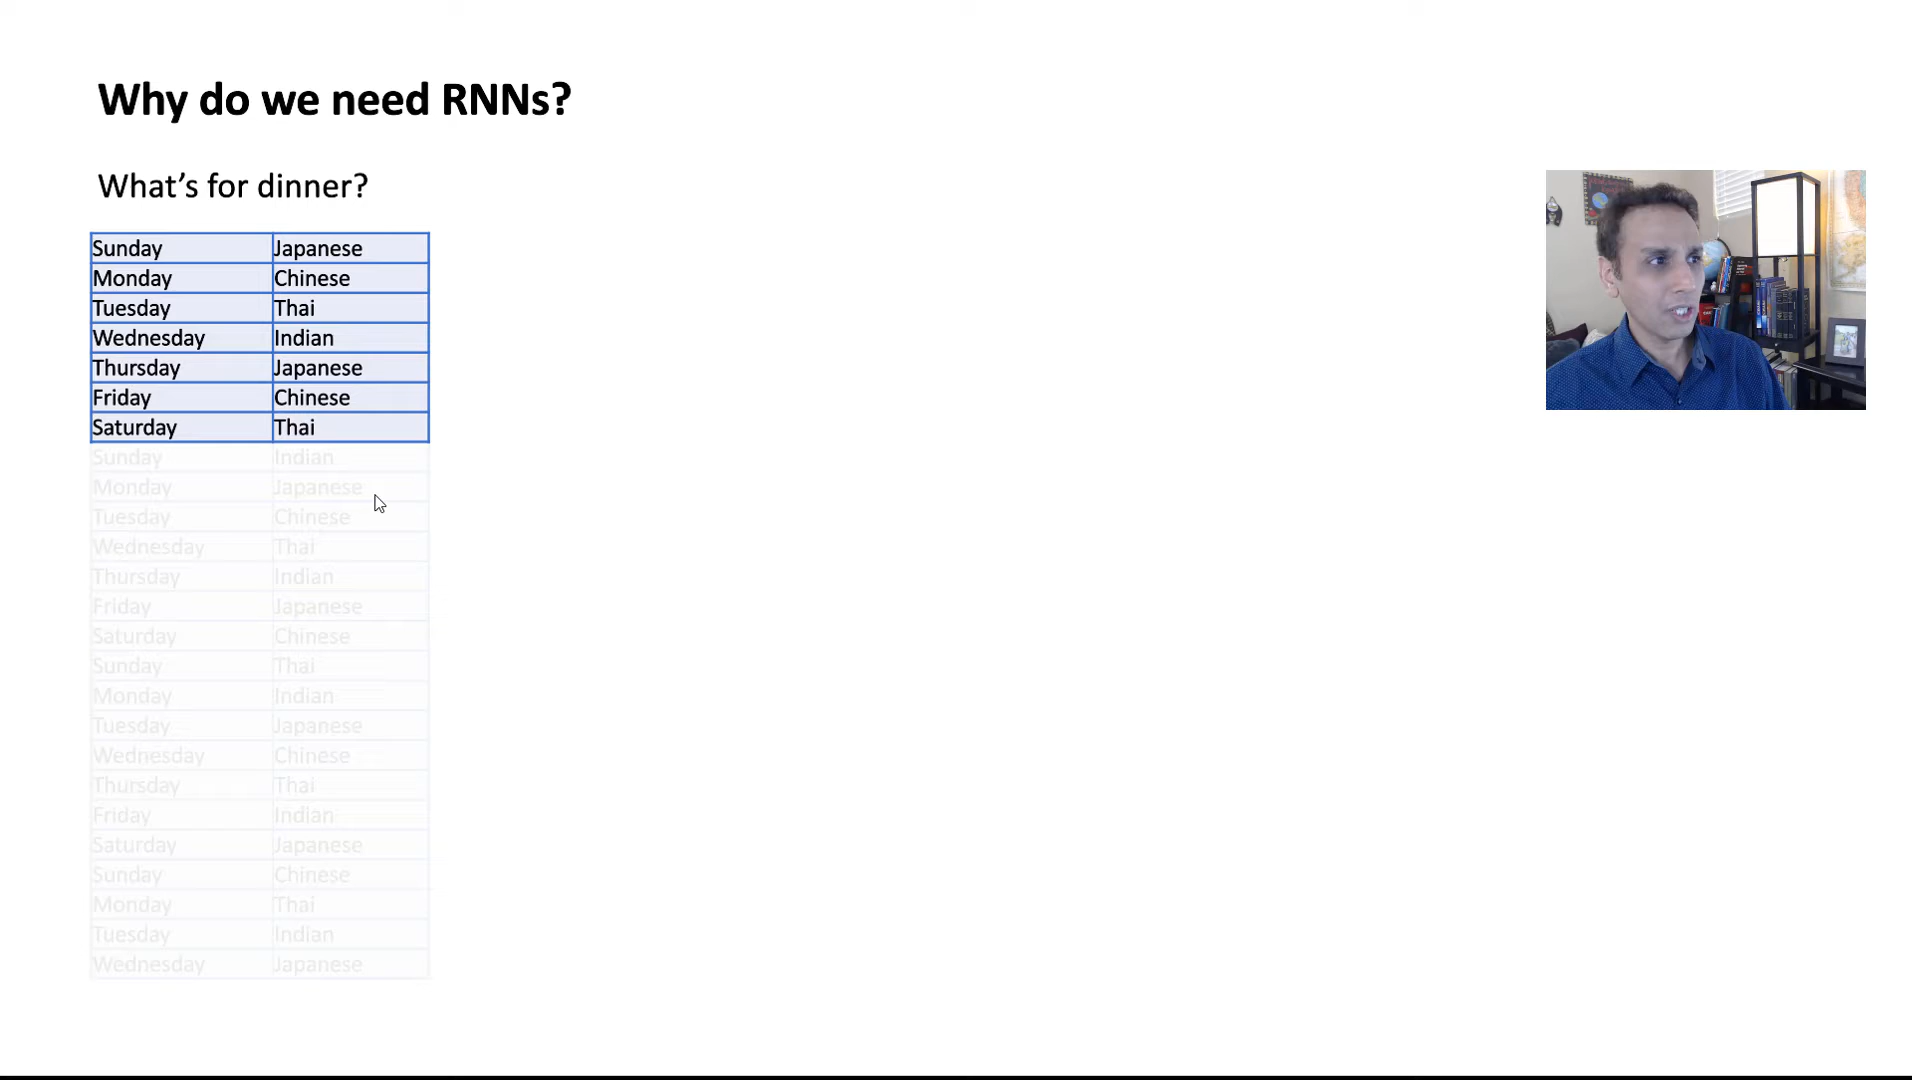 Why do we need RNNs?
What's for dinner?
Sunday Japanese
Monday Chinese
Tuesday Thai
Wednesday Indian
Thursday Japanese
Friday Chinese
Saturday Thai
Sunday Indian
Monday Japanese
Tuesday Chinese
Wednesday Thai
Thursday Indian
Friday Japanese
Saturday Chinese
Sunday Thai
Monday Indian
Tuesday Japanese
Wednesday Chinese
Thursday Thai
Friday Indian
Saturday Japanese
Sunday Chinese
Monday Thai
Tuesday Indian
Wednesday Japanese